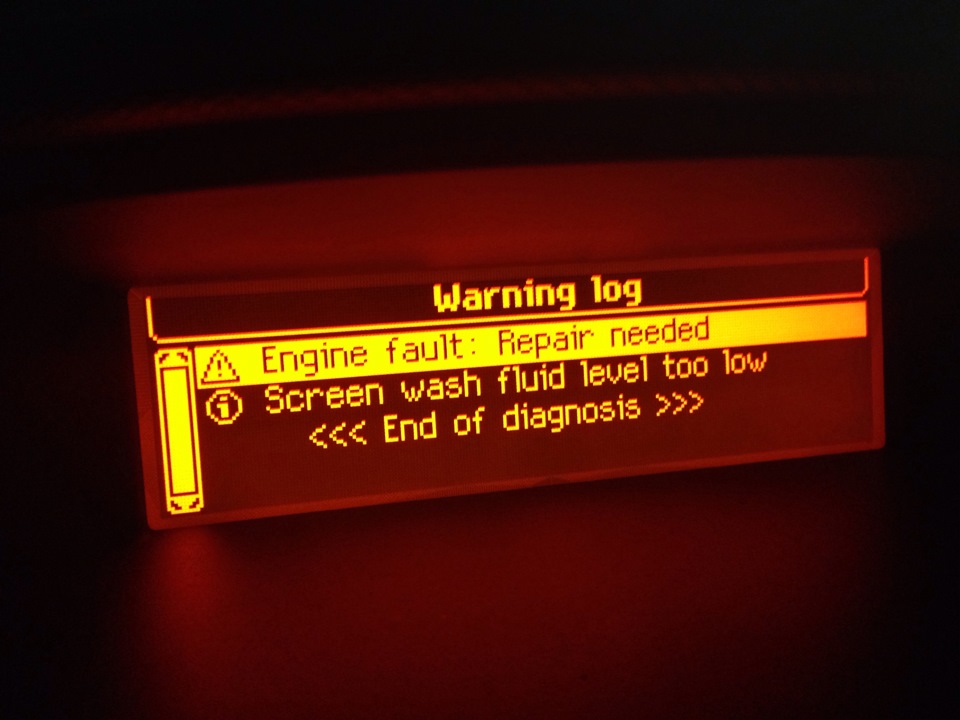 Warning log
Engine fault: Repair needed
Screen wash fluid level too low
<<< End of diagnosis >>>